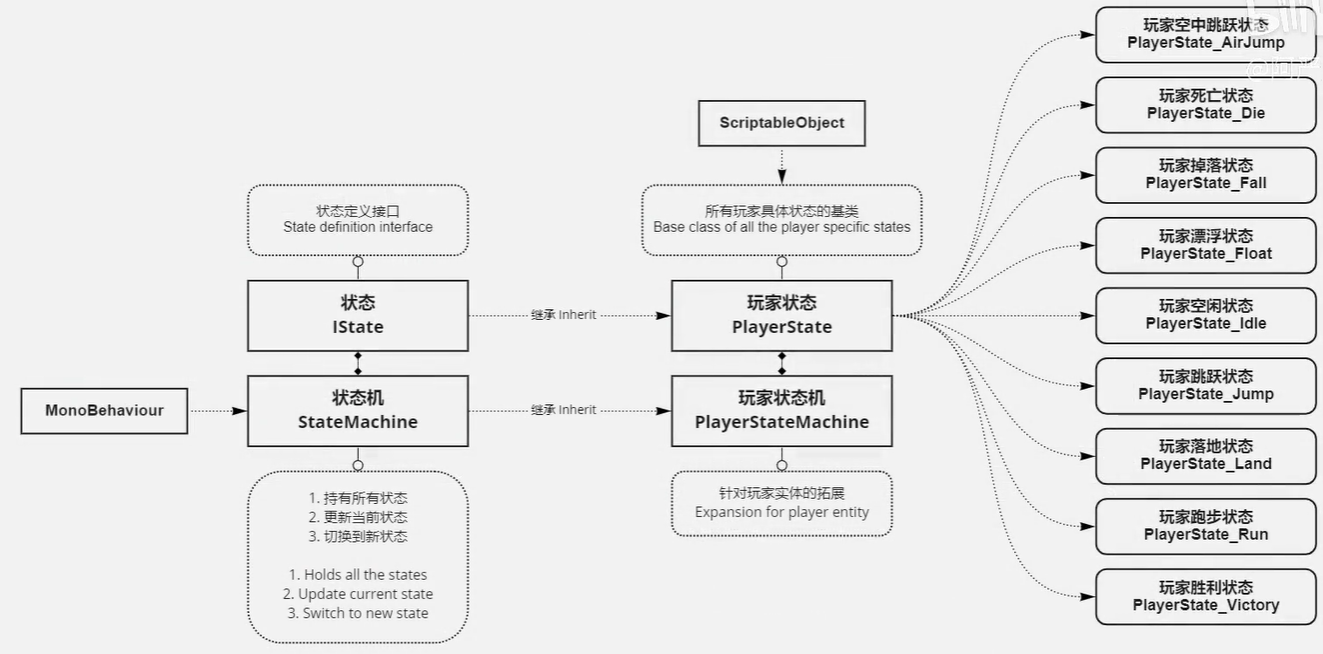 玩家空中跳跃状态
PlayerState_AirJump
玩家死亡状态
PlayerState_Die
ScriptableObject
玩家掉落状态
PlayerState_Fall
状态定义接口
State definition interface
所有玩家具体状态的基类
Base class of all the player specific states
玩家漂浮状态
PlayerState_Float
状态
IState
继承 Inherit
玩家状态
PlayerState
玩家空闲状态
PlayerState_Idle
玩家跳跃状态
PlayerState_Jump
MonoBehaviour
状态机
StateMachine
继承 Inherit
玩家状态机
PlayerStateMachine
玩家落地状态
PlayerState_Land
1. 持有所有状态
2. 更新当前状态
3. 切换到新状态
1. Holds all the states
2. Update current state
3. Switch to new state
针对玩家实体的拓展
Expansion for player entity
玩家跑步状态
PlayerState_Run
玩家胜利状态
PlayerState_Victory